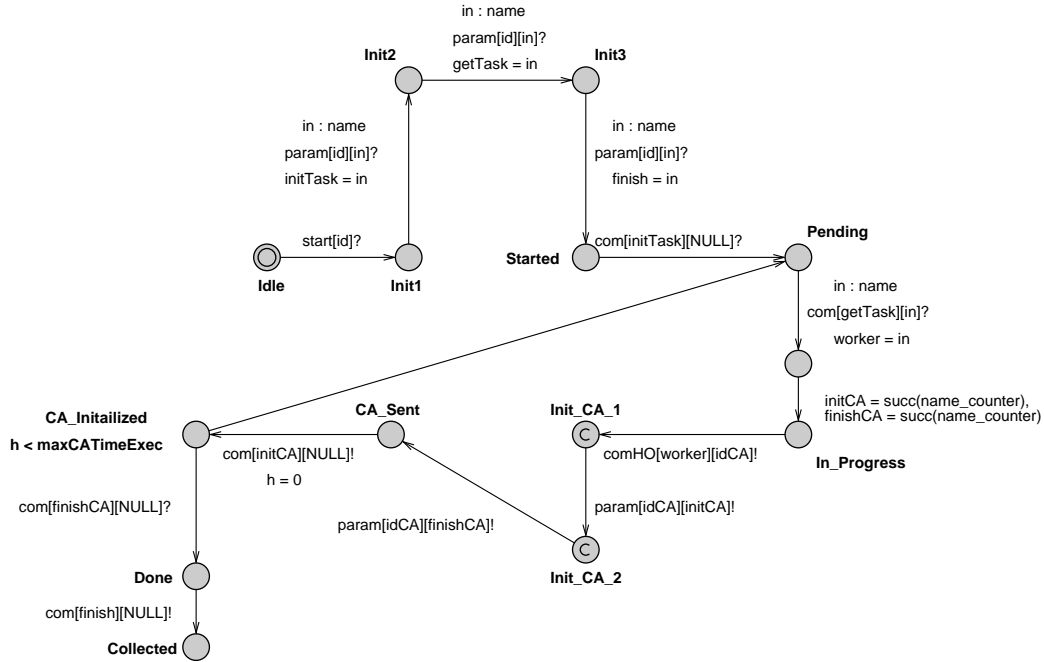 in : name
param[id][in]?
getTask = in
Init2
Init3
in : name
param[id][in]?
initTask = in
in : name
param[id][in]?
finish = in
start[id]?
Idle
Init1
Started
com[initTask][NULL]?
Pending
in : name
com[getTask][in]?
worker = in
initCA = succ(name_counter),
finishCA = succ(name_counter)
In_Progress
Init_CA_1
C
comHO[worker][idCA]!
param[idCA][initCA]!
C
Init_CA_2
param[idCA][finishCA]!
CA_Sent
com[initCA][NULL]!
h = 0
CA_Initailized
h < maxCATimeExec
com[finishCA][NULL]?
Done
com[finish][NULL]!
Collected